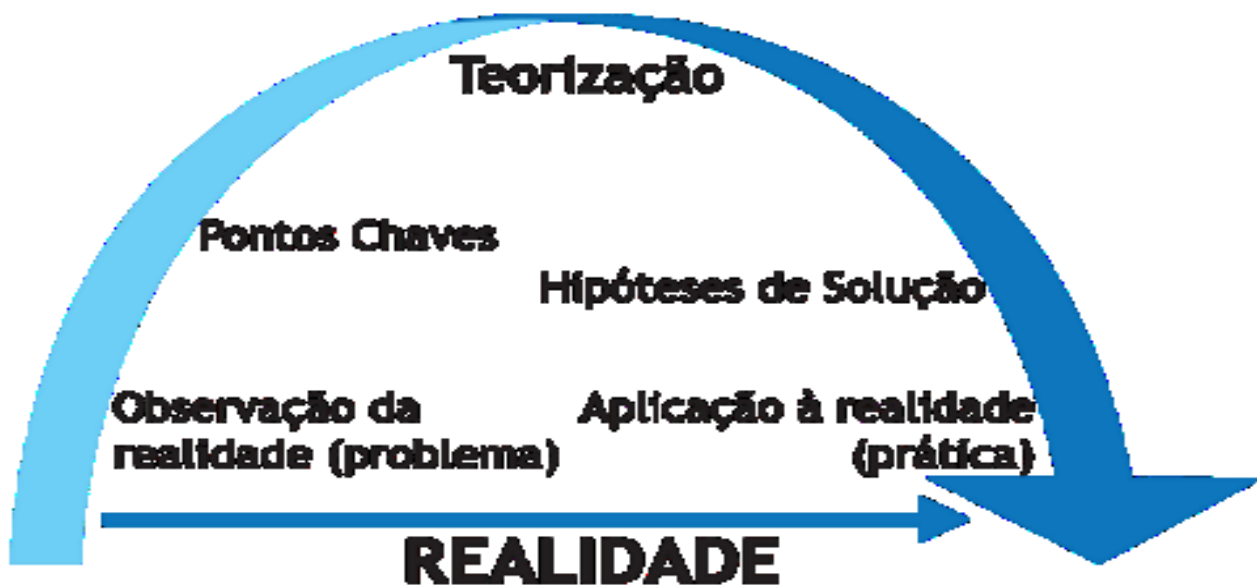 Teorização
Pontos Chaves
Hipóteses de Solução
Observação da
realidade (problema)
Aplicação à realidade
(prática)
REALIDADE